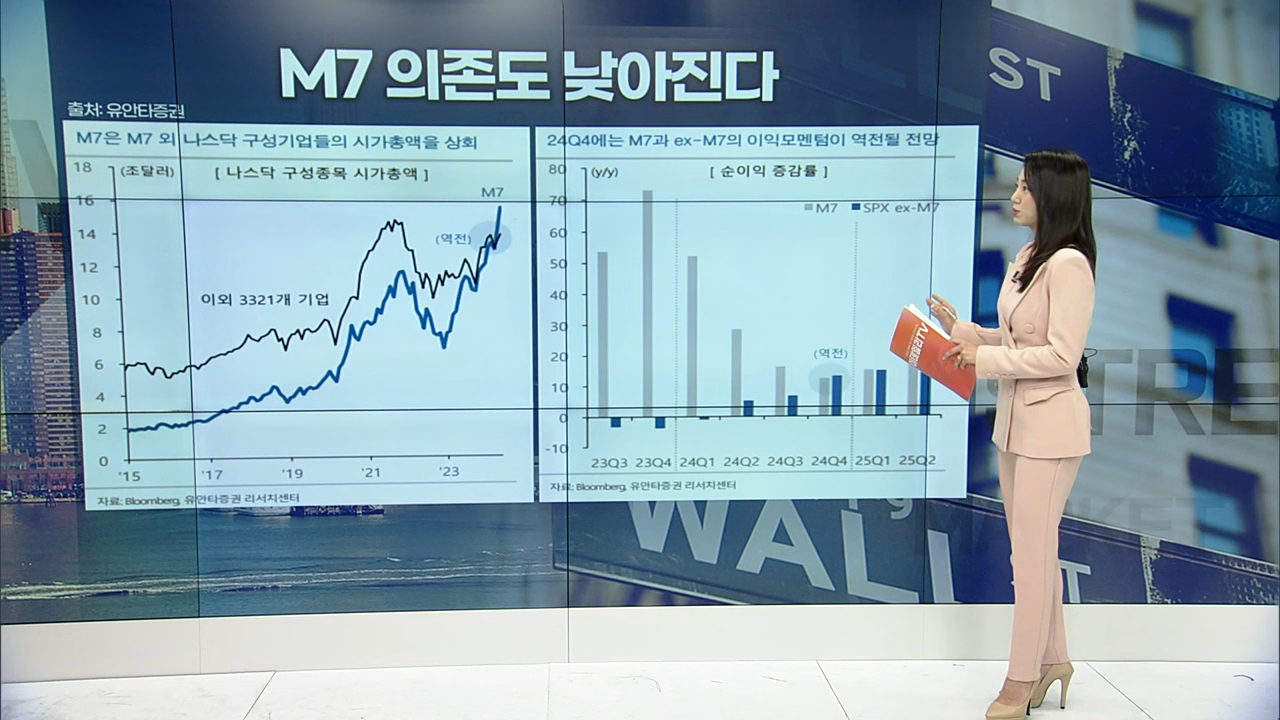 M7 의존도 낮아진다
출처: 유안타증권
M7은 M7 외 나스닥 구성기업들의 시가총액을 상회
18 (조달러) [ 나스닥 구성종목 시가총액 ]
M7
16
14
(역전)
12
10
이외 3321개 기업
8
6
4
2
0
'15 '17 '19 '21 '23
자료: Bloomberg, 유안타증권 리서치센터
24Q4에는 M7과 ex-M7의 이익모멘텀이 역전될 전망
80 (y/y) [ 순이익 증감률 ]
70
M7 SPX ex-M7
60
50
40
30
20
(역전)
10
0
-10
23Q3 23Q4 24Q1 24Q2 24Q3 24Q4 25Q1 25Q2
자료: Bloomberg, 유안타증권 리서치센터
ST
WALL
ST
TRE
이데일리TV